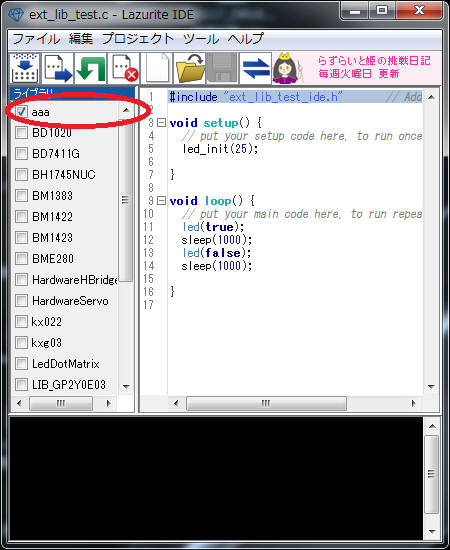 ext_lib_test.c - Lazurite IDE
ファイル 編集 プロジェクト ツール ヘルプ
らずらいと姫の挑戦日記
毎週火曜日 更新
ライブラリ
aaa
BD1020
BD7411G
BH1745NUC
BM1383
BM1422
BM1423
BME280
HardwareHBridge
HardwareServo
kx022
kxg03
LedDotMatrix
LIB_GP2Y0E03
1 #include "ext_lib_test_ide.h" // Add
2
3 void setup() {
4 // put your setup code here, to run once
5 led_init(25);
6
7 }
8
9 void loop() {
10 // put your main code here, to run repea
11 led(true);
12 sleep(1000);
13 led(false);
14 sleep(1000);
15
16 }
17